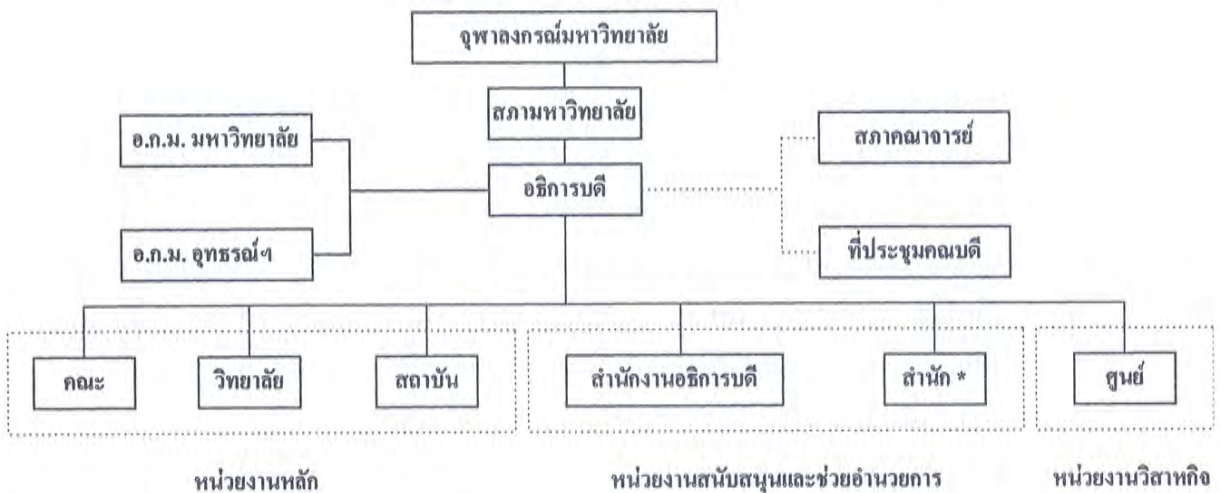 จุฬาลงกรณ์มหาวิทยาลัย
สภามหาวิทยาลัย
อ.ก.ม. มหาวิทยาลัย
สภาคณาจารย์
อธิการบดี
อ.ก.ม. อุทธรณ์ฯ
ที่ประชุมคณบดี
คณะ
วิทยาลัย
สถาบัน
สำนักงานอธิการบดี
สำนัก *
ศูนย์
หน่วยงานหลัก
หน่วยงานสนับสนุนและช่วยอำนวยการ
หน่วยงานวิสาหกิจ